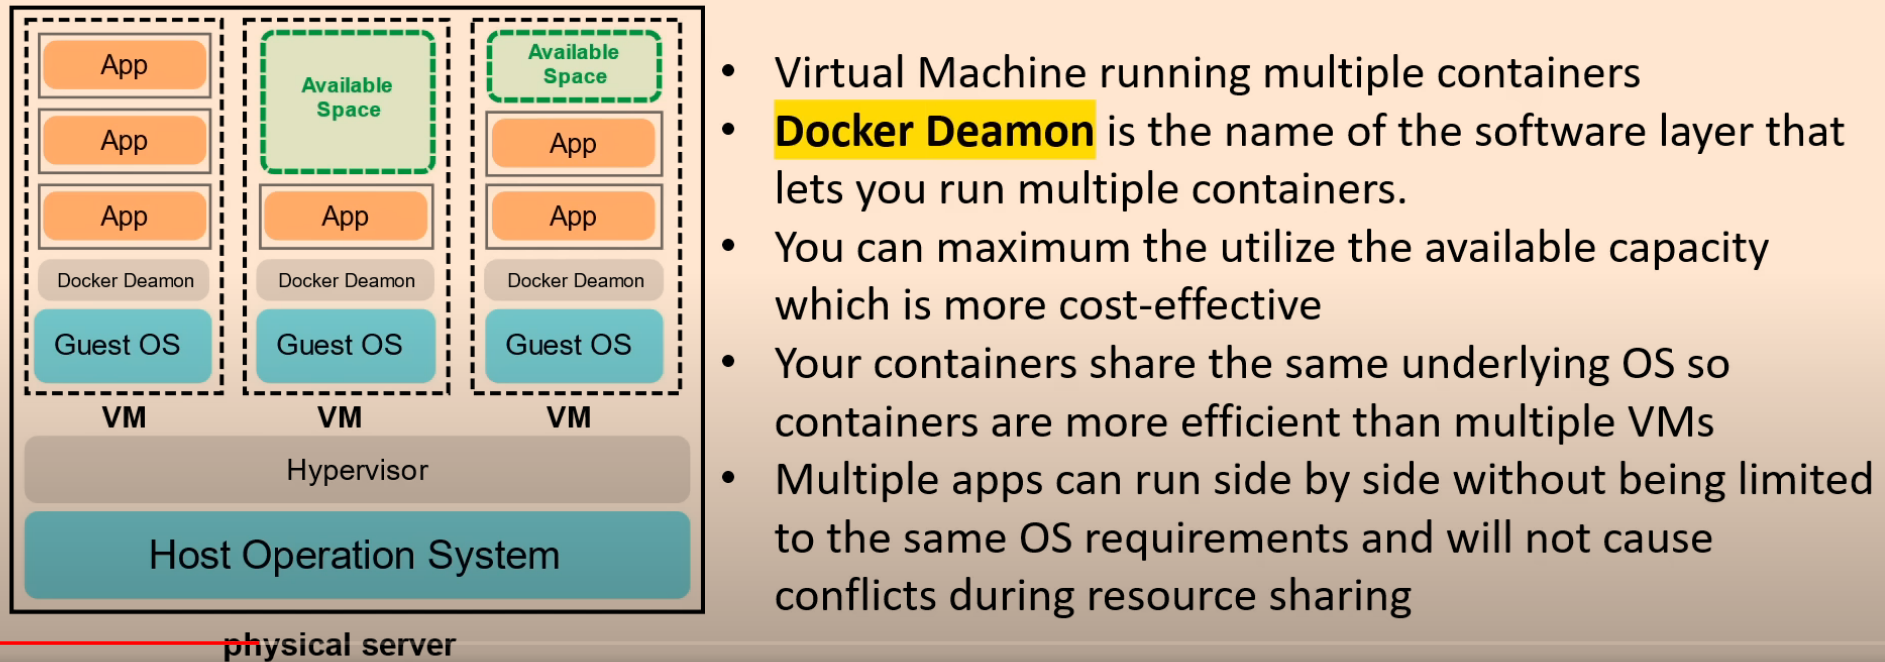 App
App
App
Docker Deamon
Guest OS
VM
Available
Space
App
Docker Deamon
Guest OS
VM
Available
Space
App
App
Docker Deamon
Guest OS
VM
Hypervisor
Host Operation System
physical server
• Virtual Machine running multiple containers
• Docker Deamon is the name of the software layer that
lets you run multiple containers.
• You can maximum the utilize the available capacity
which is more cost-effective
• Your containers share the same underlying OS so
containers are more efficient than multiple VMs
• Multiple apps can run side by side without being limited
to the same OS requirements and will not cause
conflicts during resource sharing